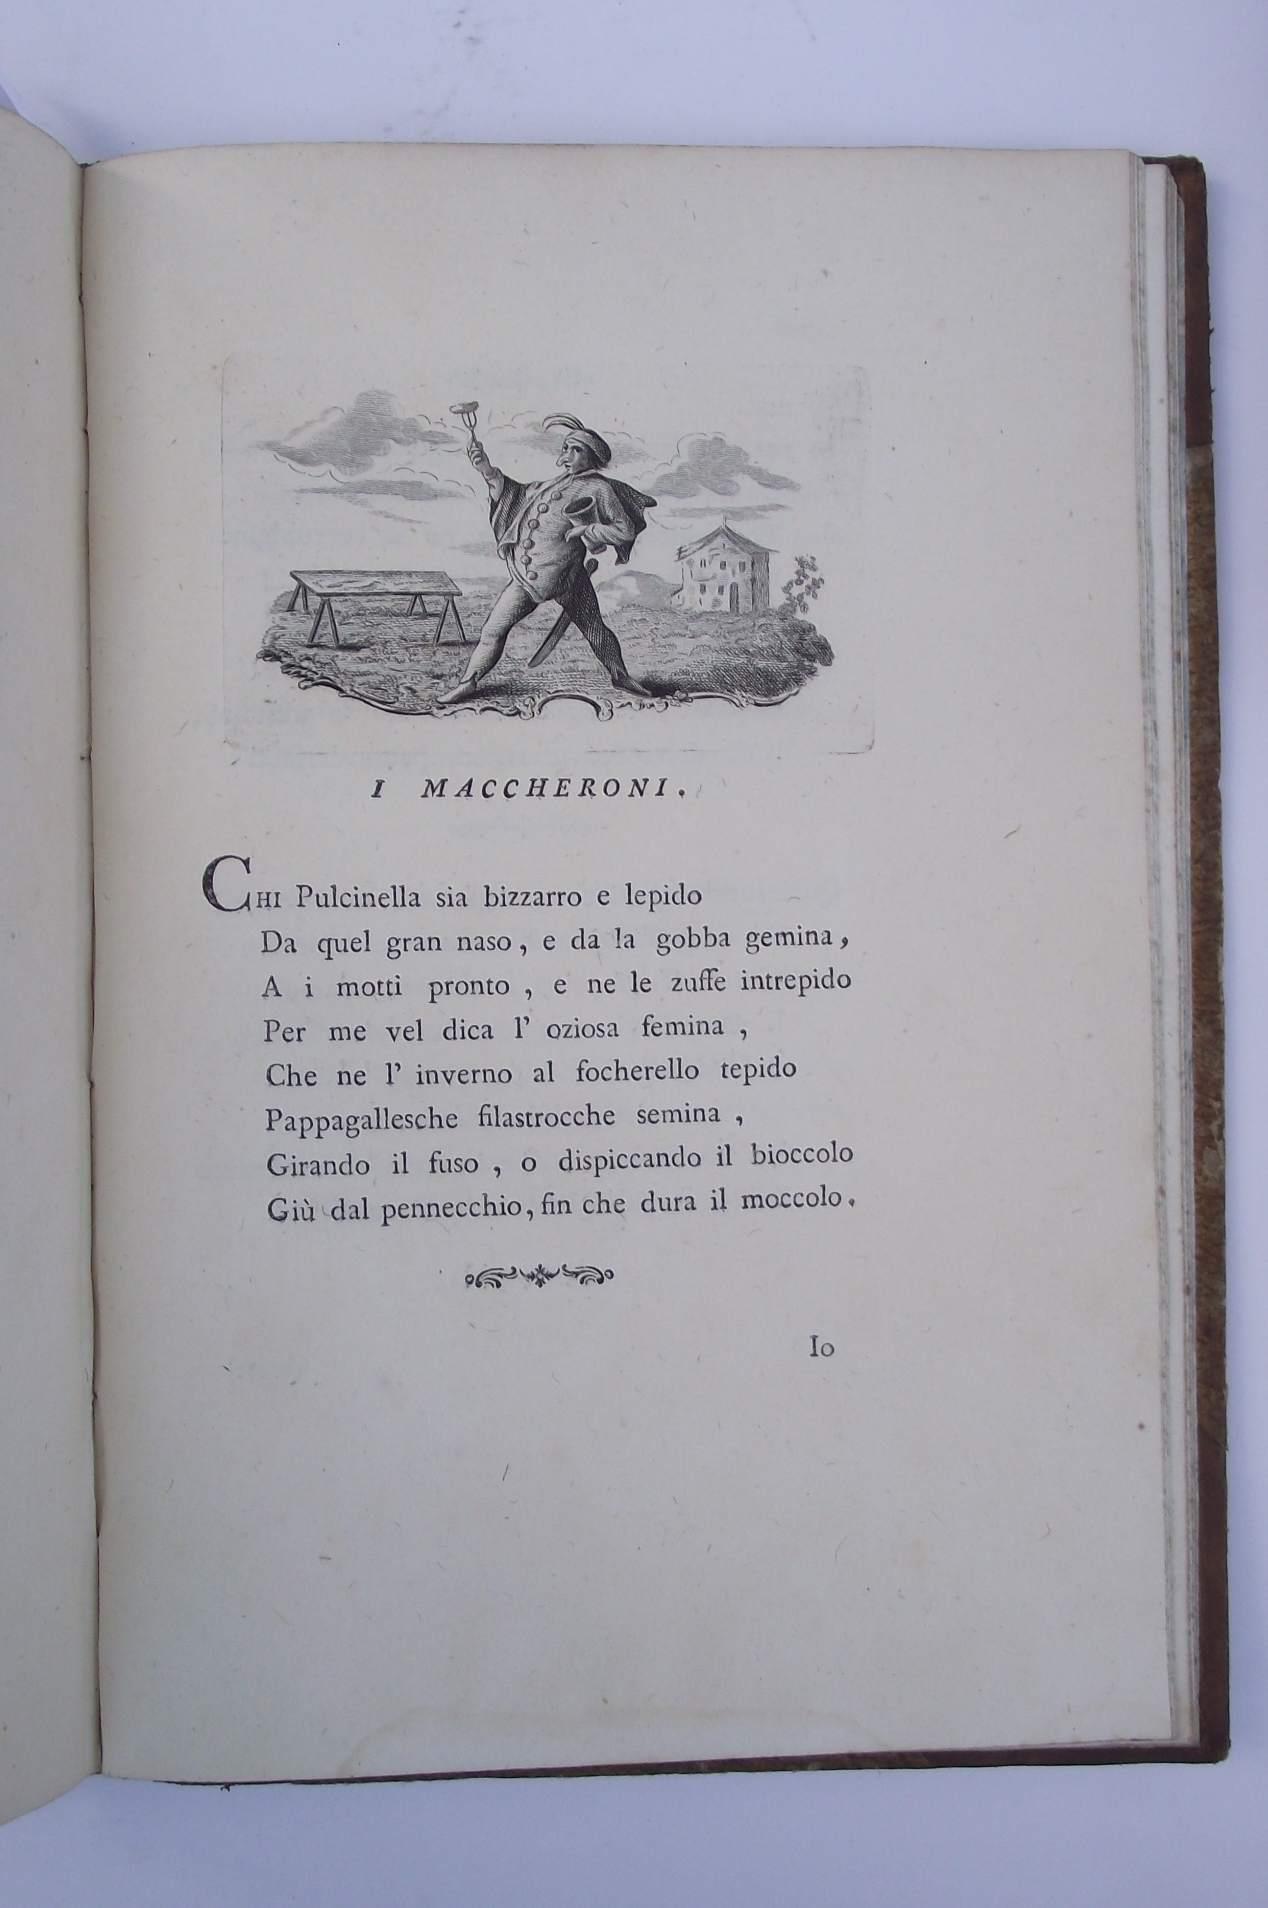 I MACCHERONI.
CHI Pulcinella sia bizzarro e lepido
Da quel gran naso, e da la gobba gemina,
A i motti pronto, e ne le zuffe intrepido
Per me vel dica l' oziosa femina,
Che ne l' inverno al focherello tepido
Pappagallesche filastrocche semina,
Girando il fuso, o dispiccando il bioccolo
Giù dal pennecchio, fin che dura il moccolo.
Io